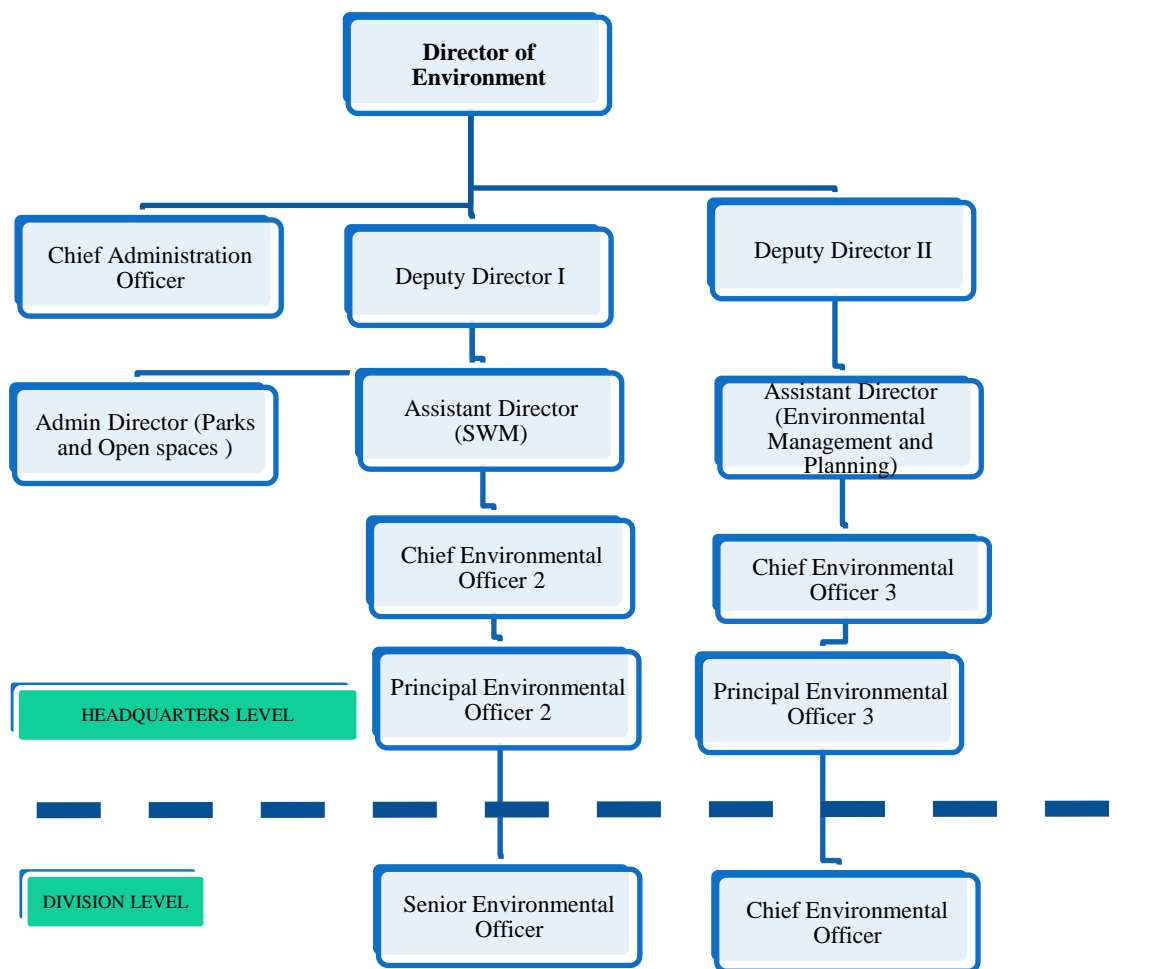 Director of
Environment
Chief Administration
Officer
Deputy Director I
Deputy Director II
Admin Director (Parks
and Open spaces )
Assistant Director
(SWM)
Assistant Director
(Environmental
Management and
Planning)
Chief Environmental
Officer 2
Chief Environmental
Officer 3
HEADQUARTERS LEVEL
Principal Environmental
Officer 2
Principal Environmental
Officer 3
DIVISION LEVEL
Senior Environmental
Officer
Chief Environmental
Officer